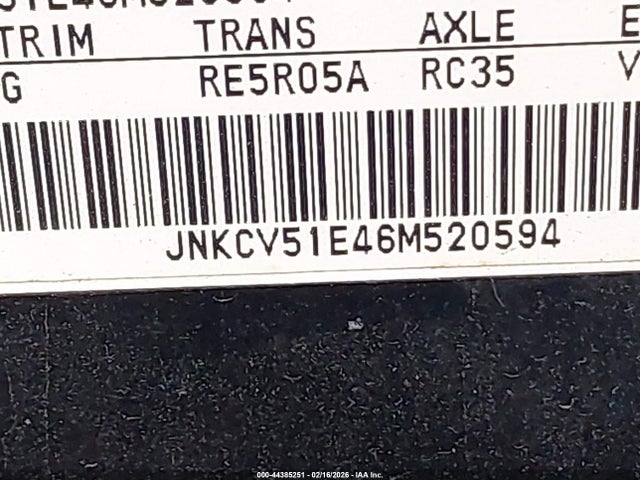 TRIM TRANS AXLE E
G RE5R05A RC35 V
JNKCV51E46M520594
000-44385251 - 02/16/2026 - IAA Inc.